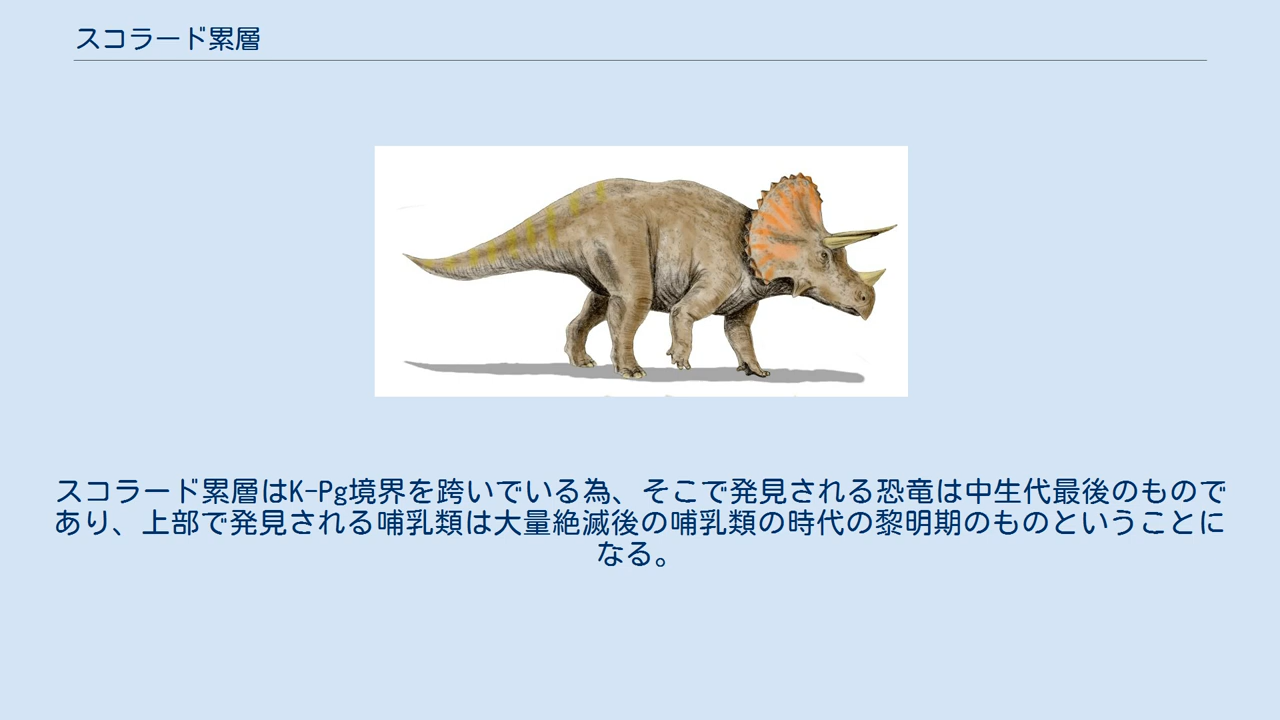 スコラード累層
スコラード累層はK-Pg境界を跨いでいる為、そこで発見される恐竜は中生代最後のもので
あり、上部で発見される哺乳類は大量絶滅後の哺乳類の時代の黎明期のものということに
なる。